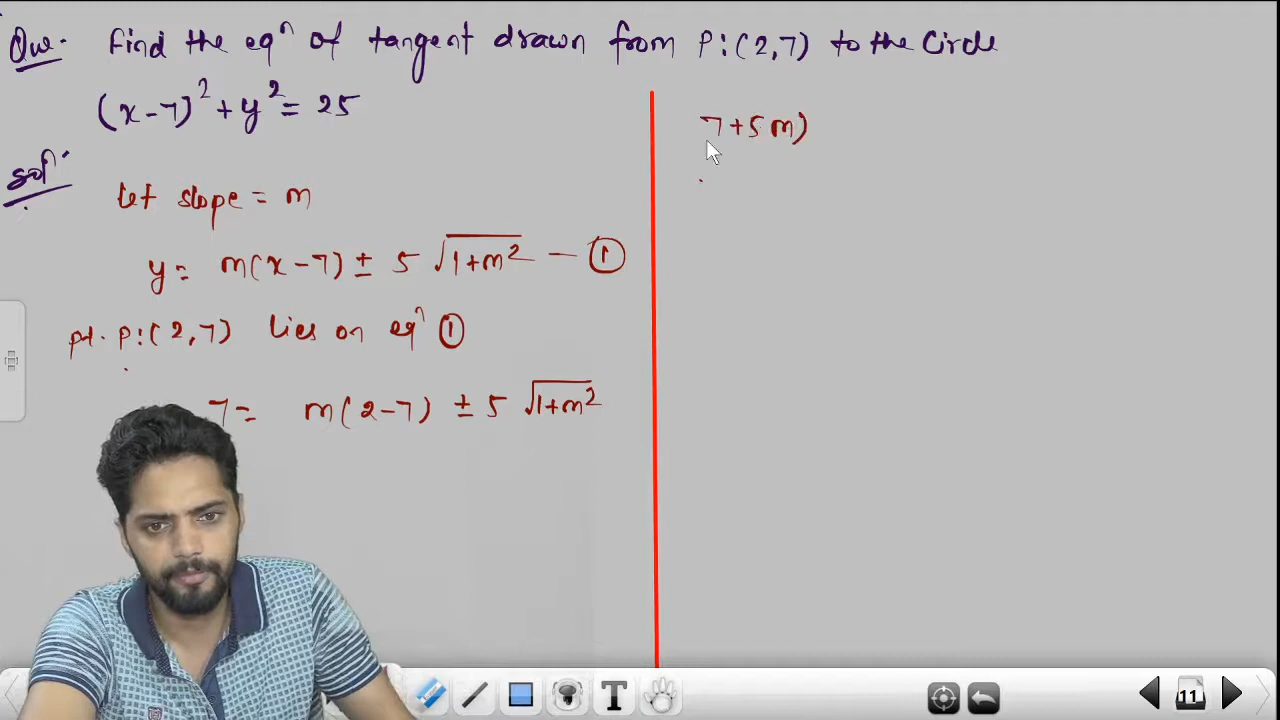 Que. Find the eqⁿ of tangent drawn from P:(2,7) to the Circle
(x-7)² + y² = 25
solⁿ
Let slope = m
y = m(x-7) ± 5 √1+m² — ①
pt. P:(2,7) lies on eqⁿ ①
7 = m(2-7) ± 5 √1+m²
7+5m)
11